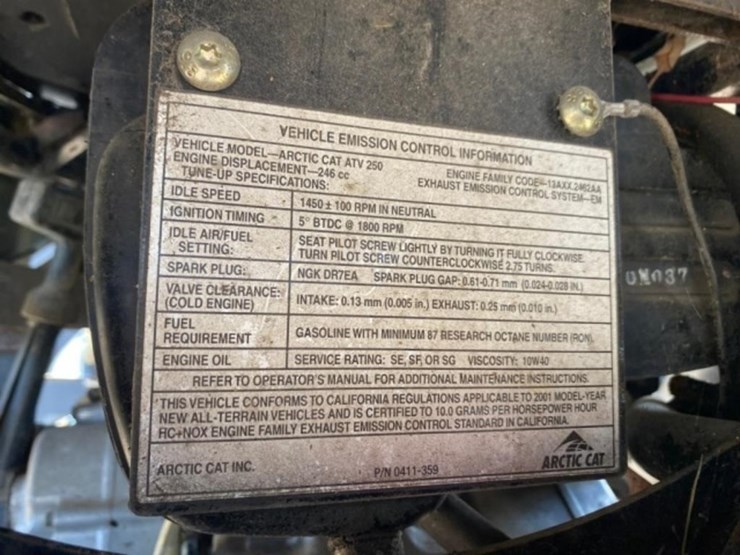 VEHICLE EMISSION CONTROL INFORMATION
VEHICLE MODEL—ARCTIC CAT ATV 250
ENGINE DISPLACEMENT—246 cc
TUNE-UP SPECIFICATIONS:
ENGINE FAMILY CODE—13AXX.2462AA
EXHAUST EMISSION CONTROL SYSTEM—EM
IDLE SPEED 1450 ± 100 RPM IN NEUTRAL
IGNITION TIMING 5° BTDC @ 1800 RPM
IDLE AIR/FUEL SETTING: SEAT PILOT SCREW LIGHTLY BY TURNING IT FULLY CLOCKWISE.
TURN PILOT SCREW COUNTERCLOCKWISE 2.75 TURNS.
SPARK PLUG: NGK DR7EA SPARK PLUG GAP: 0.61-0.71 mm (0.024-0.028 IN.)
VALVE CLEARANCE: (COLD ENGINE) INTAKE: 0.13 mm (0.005 in.) EXHAUST: 0.25 mm (0.010 in.)
FUEL REQUIREMENT GASOLINE WITH MINIMUM 87 RESEARCH OCTANE NUMBER (RON).
ENGINE OIL SERVICE RATING: SE, SF, OR SG VISCOSITY: 10W40
REFER TO OPERATOR'S MANUAL FOR ADDITIONAL MAINTENANCE INSTRUCTIONS.
THIS VEHICLE CONFORMS TO CALIFORNIA REGULATIONS APPLICABLE TO 2001 MODEL-YEAR
NEW ALL-TERRAIN VEHICLES AND IS CERTIFIED TO 10.0 GRAMS PER HORSEPOWER HOUR
RC+NOX ENGINE FAMILY EXHAUST EMISSION CONTROL STANDARD IN CALIFORNIA.
ARCTIC CAT INC. P/N 0411-359 ARCTIC CAT